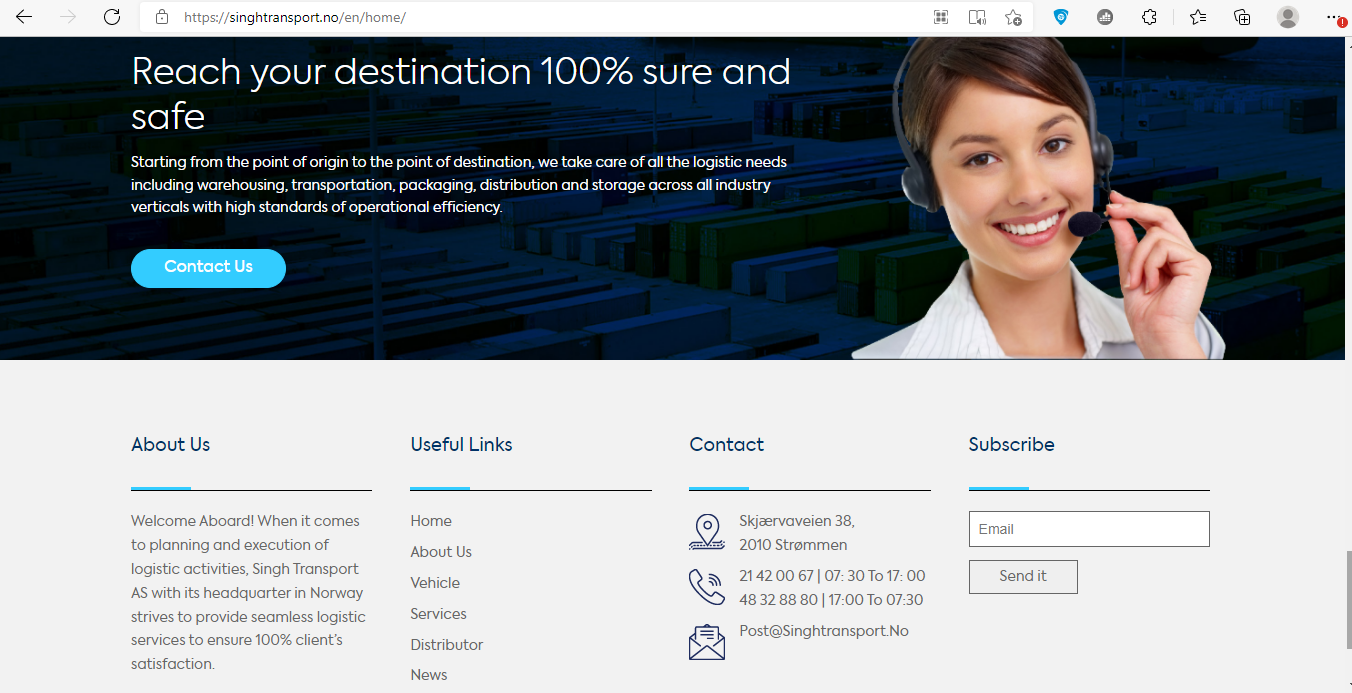 https://singhtransport.no/en/home/
Reach your destination 100% sure and
safe
Starting from the point of origin to the point of destination, we take care of all the logistic needs
including warehousing, transportation, packaging, distribution and storage across all industry
verticals with high standards of operational efficiency.
Contact Us
About Us
Welcome Aboard! When it comes
to planning and execution of
logistic activities, Singh Transport
AS with its headquarter in Norway
strives to provide seamless logistic
services to ensure 100% client's
satisfaction.
Useful Links
Home
About Us
Vehicle
Services
Distributor
News
Contact
Skjærvaveien 38,
2010 Strømmen
21 42 00 67 | 07: 30 To 17: 00
48 32 88 80 | 17:00 To 07:30
Post@Singhtransport.No
Subscribe
Email
Send it